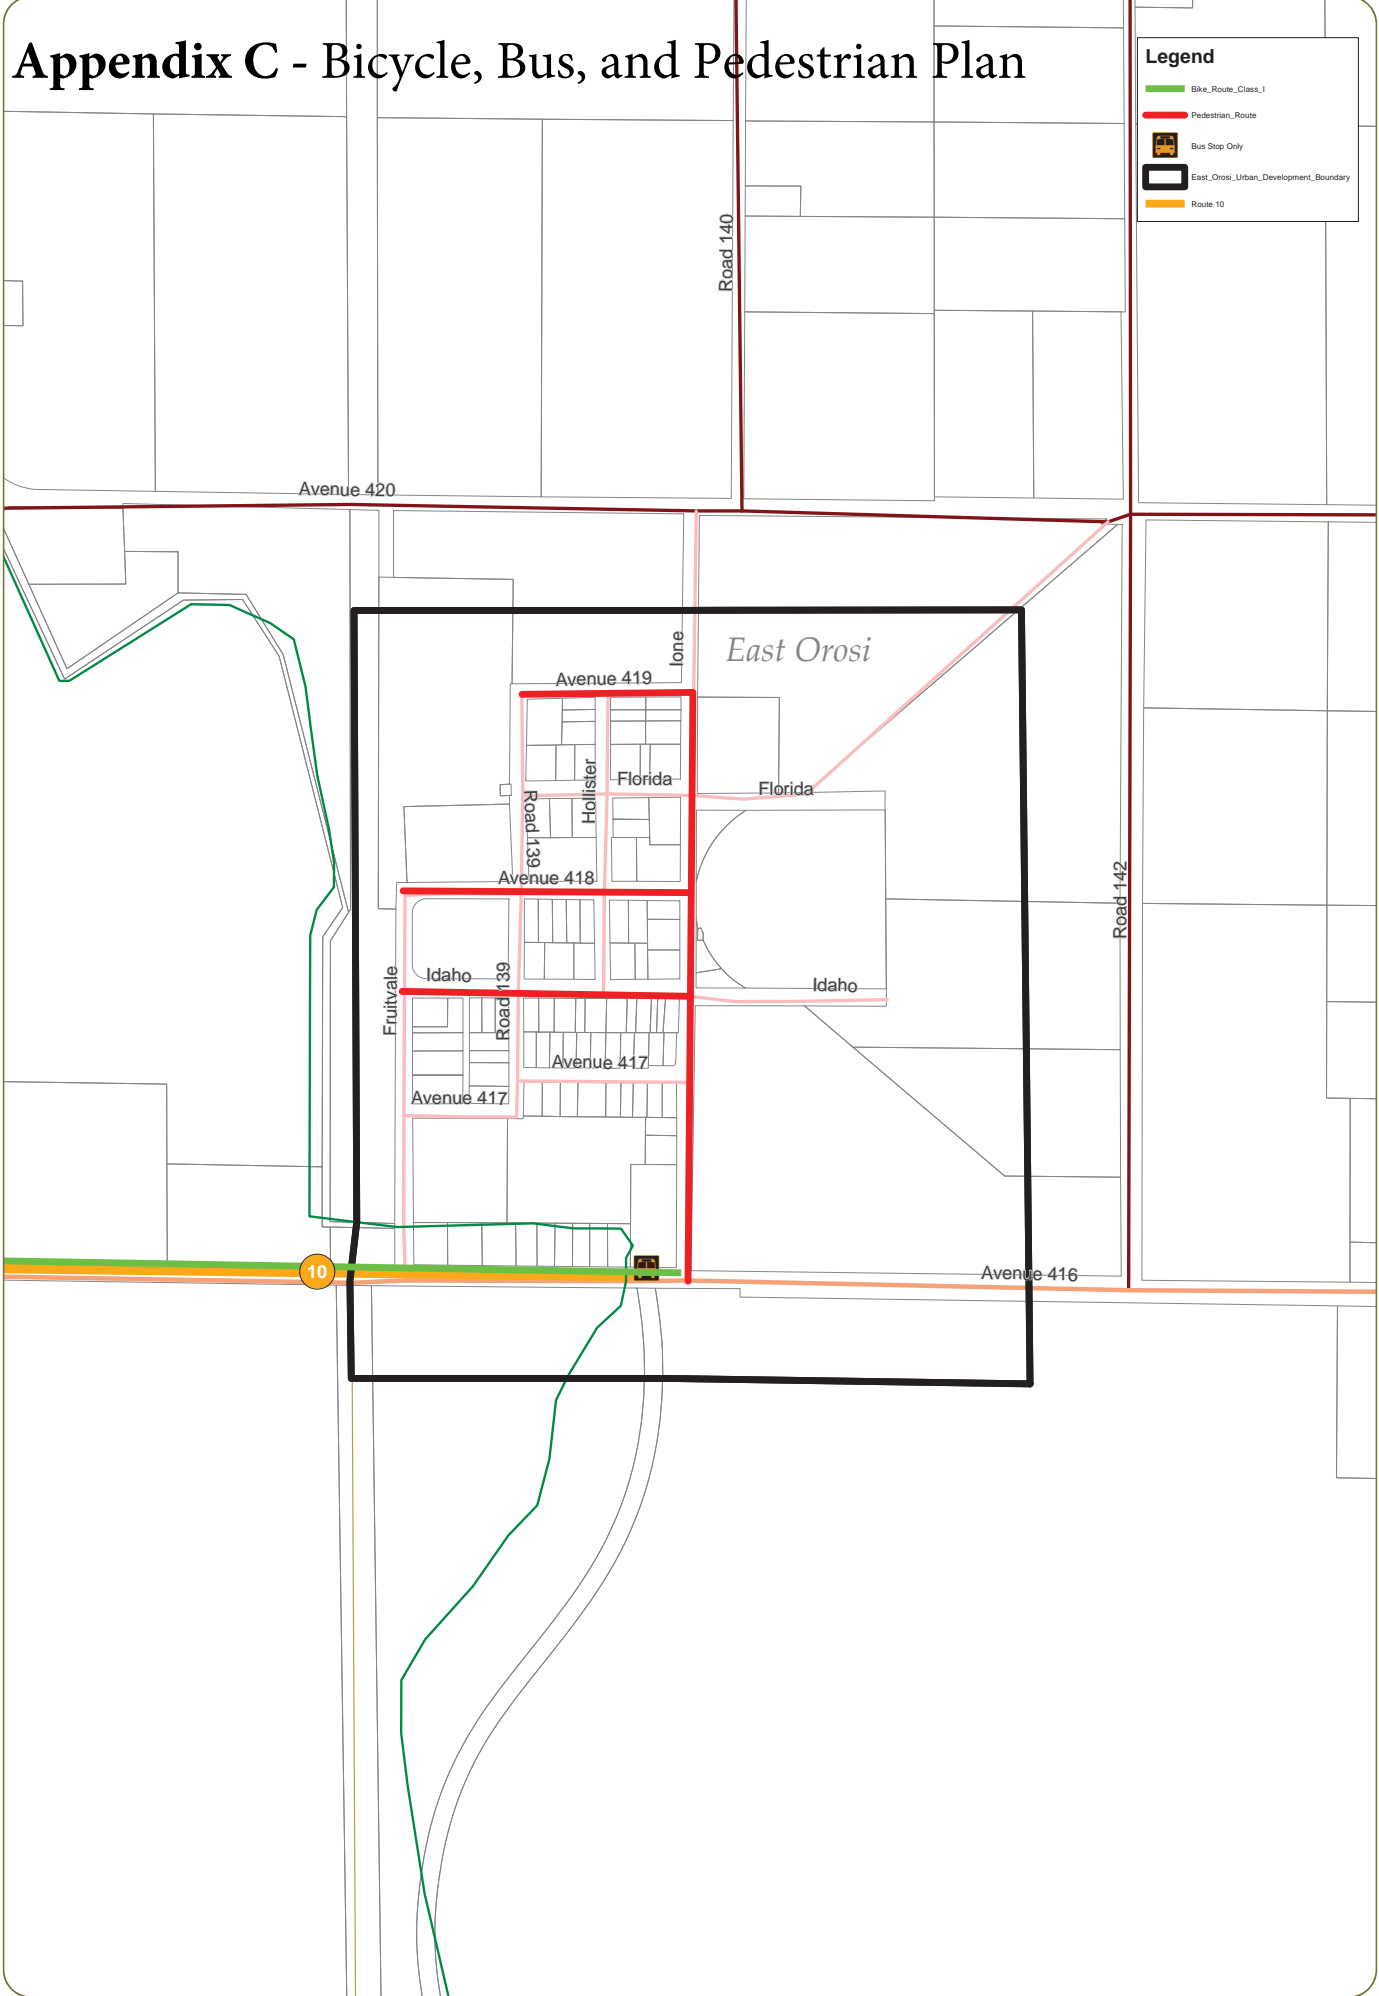 Appendix C - Bicycle, Bus, and Pedestrian Plan
Legend
Bike_Route_Class_I
Pedestrian_Route
Bus Stop Only
East_Orosi_Urban_Development_Boundary
Route 10
Road 140
Avenue 420
Ione
East Orosi
Avenue 419
Hollister
Florida
Florida
Road 139
Avenue 418
Road 142
Fruitvale
Idaho
Road 139
Idaho
Avenue 417
Avenue 417
10
Avenue 416